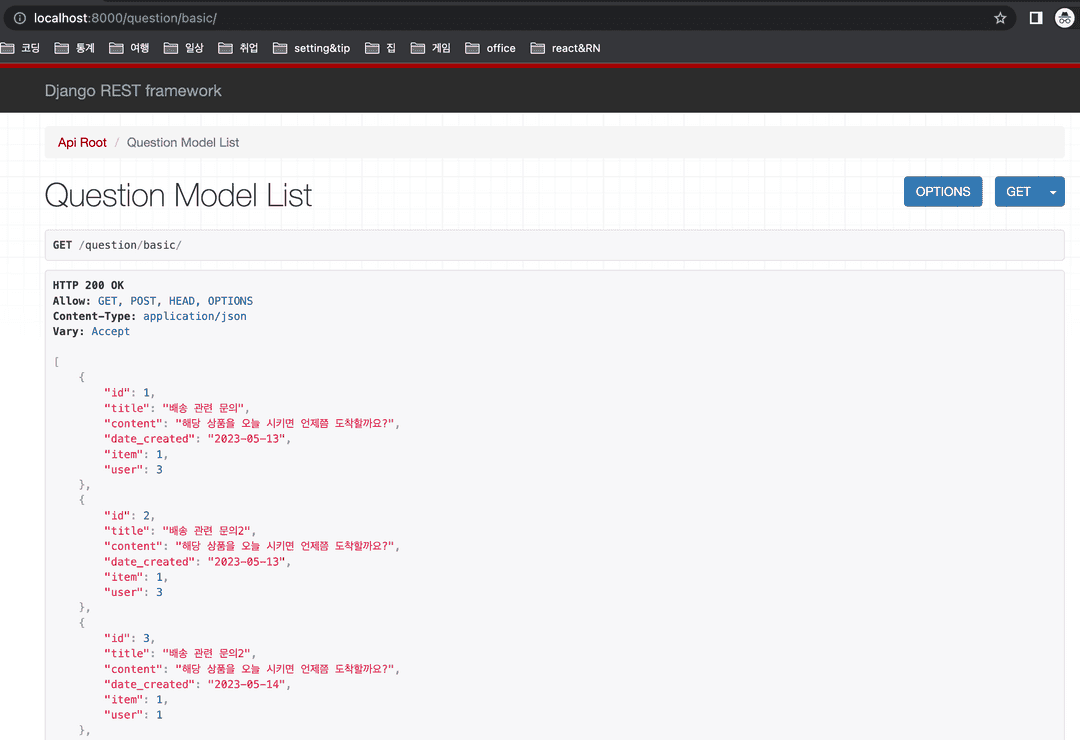 localhost:8000/question/basic/
코딩 통계 여행 일상 취업 setting&tip 집 게임 office react&RN
Django REST framework
Api Root / Question Model List
Question Model List
OPTIONS GET
GET /question/basic/
HTTP 200 OK
Allow: GET, POST, HEAD, OPTIONS
Content-Type: application/json
Vary: Accept
[
{
"id": 1,
"title": "배송 관련 문의",
"content": "해당 상품을 오늘 시키면 언제쯤 도착할까요?",
"date_created": "2023-05-13",
"item": 1,
"user": 3
},
{
"id": 2,
"title": "배송 관련 문의2",
"content": "해당 상품을 오늘 시키면 언제쯤 도착할까요?",
"date_created": "2023-05-13",
"item": 1,
"user": 3
},
{
"id": 3,
"title": "배송 관련 문의2",
"content": "해당 상품을 오늘 시키면 언제쯤 도착할까요?",
"date_created": "2023-05-14",
"item": 1,
"user": 1
},